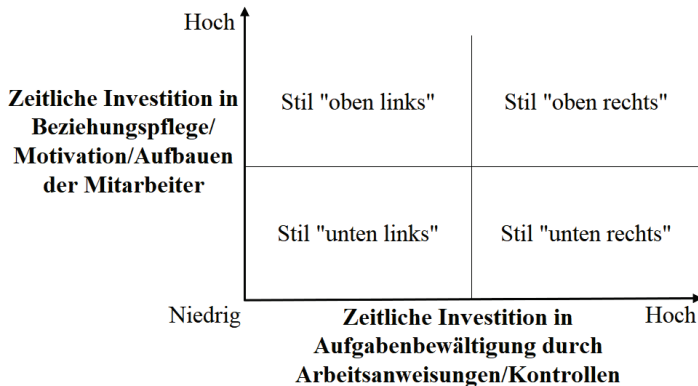 Hoch
Zeitliche Investition in
Beziehungspflege/
Motivation/Aufbauen
der Mitarbeiter
Stil "oben links"
Stil "oben rechts"
Stil "unten links"
Stil "unten rechts"
Niedrig
Zeitliche Investition in
Aufgabenbewältigung durch
Arbeitsanweisungen/Kontrollen
Hoch